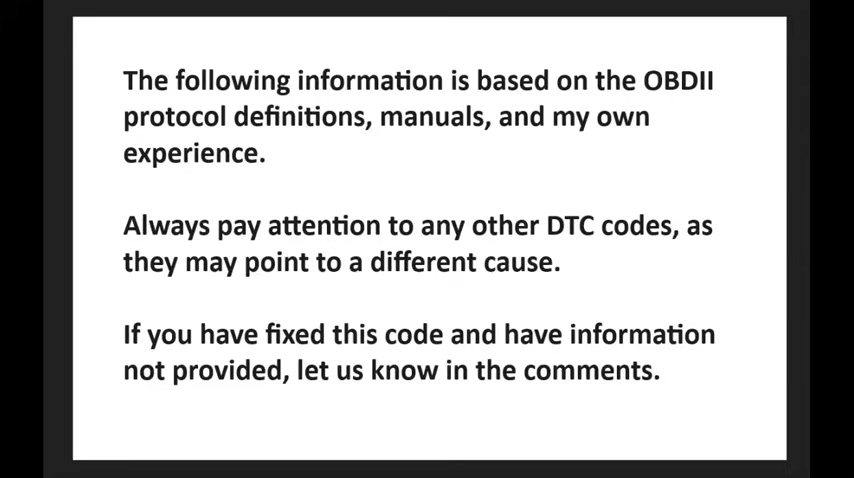 The following information is based on the OBDII
protocol definitions, manuals, and my own
experience.
Always pay attention to any other DTC codes, as
they may point to a different cause.
If you have fixed this code and have information
not provided, let us know in the comments.